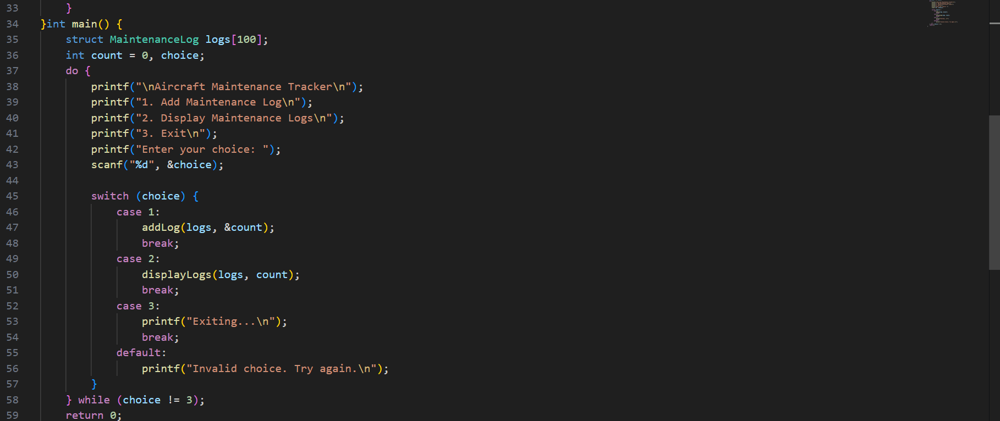 33 }
34 }int main() {
35 struct MaintenanceLog logs[100];
36 int count = 0, choice;
37 do {
38 printf("\nAircraft Maintenance Tracker\n");
39 printf("1. Add Maintenance Log\n");
40 printf("2. Display Maintenance Logs\n");
41 printf("3. Exit\n");
42 printf("Enter your choice: ");
43 scanf("%d", &choice);
44
45 switch (choice) {
46 case 1:
47 addLog(logs, &count);
48 break;
49 case 2:
50 displayLogs(logs, count);
51 break;
52 case 3:
53 printf("Exiting...\n");
54 break;
55 default:
56 printf("Invalid choice. Try again.\n");
57 }
58 } while (choice != 3);
59 return 0;